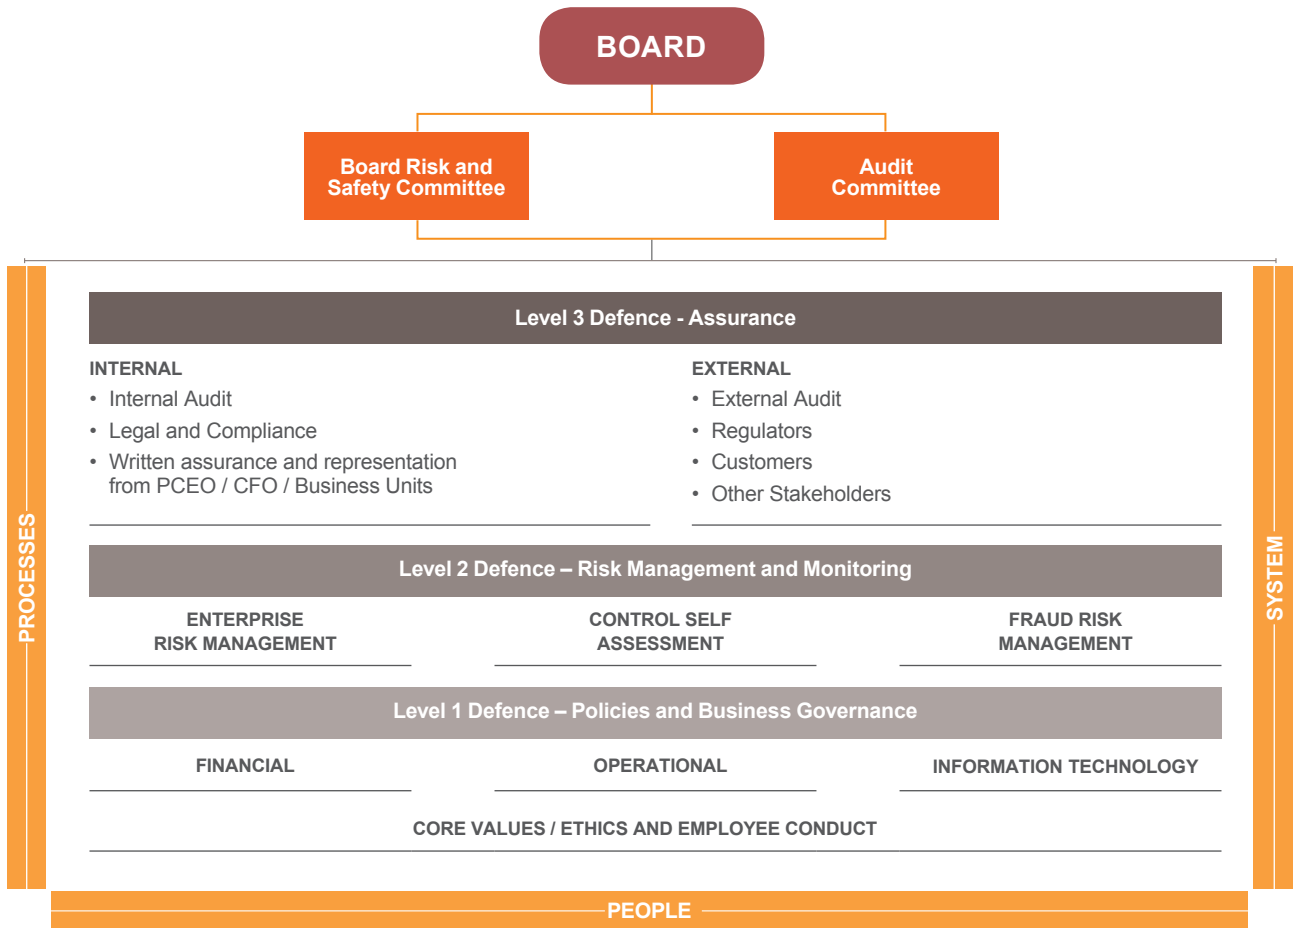 BOARD
Board Risk and
Safety Committee
Audit
Committee
Level 3 Defence - Assurance
INTERNAL
• Internal Audit
• Legal and Compliance
• Written assurance and representation
from PCEO / CFO / Business Units
EXTERNAL
• External Audit
• Regulators
• Customers
• Other Stakeholders
Level 2 Defence – Risk Management and Monitoring
ENTERPRISE
RISK MANAGEMENT
CONTROL SELF
ASSESSMENT
FRAUD RISK
MANAGEMENT
Level 1 Defence – Policies and Business Governance
FINANCIAL
OPERATIONAL
INFORMATION TECHNOLOGY
CORE VALUES / ETHICS AND EMPLOYEE CONDUCT
PROCESSES
SYSTEM
PEOPLE